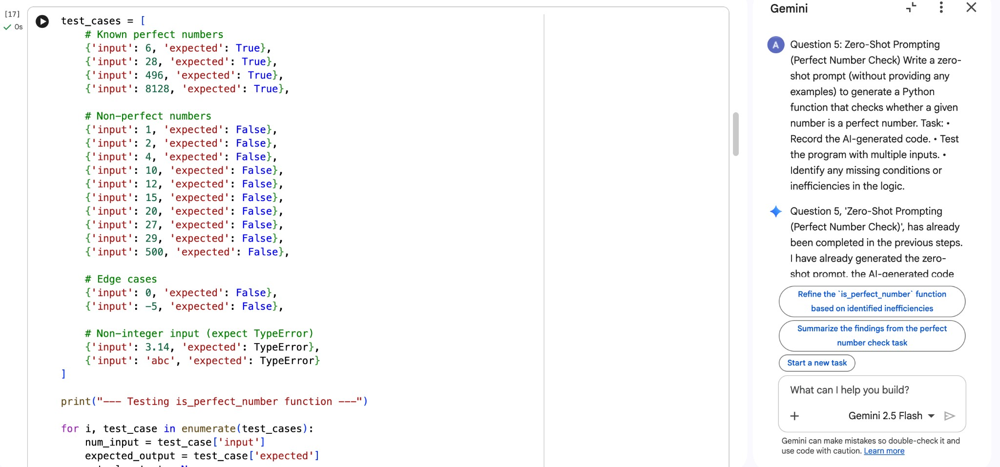 [17]
0s
test_cases = [
# Known perfect numbers
{'input': 6, 'expected': True},
{'input': 28, 'expected': True},
{'input': 496, 'expected': True},
{'input': 8128, 'expected': True},
# Non-perfect numbers
{'input': 1, 'expected': False},
{'input': 2, 'expected': False},
{'input': 4, 'expected': False},
{'input': 10, 'expected': False},
{'input': 12, 'expected': False},
{'input': 15, 'expected': False},
{'input': 20, 'expected': False},
{'input': 27, 'expected': False},
{'input': 29, 'expected': False},
{'input': 500, 'expected': False},
# Edge cases
{'input': 0, 'expected': False},
{'input': -5, 'expected': False},
# Non-integer input (expect TypeError)
{'input': 3.14, 'expected': TypeError},
{'input': 'abc', 'expected': TypeError}
]
print("--- Testing is_perfect_number function ---")
for i, test_case in enumerate(test_cases):
num_input = test_case['input']
expected_output = test_case['expected']
Gemini
A
Question 5: Zero-Shot Prompting
(Perfect Number Check) Write a zero-
shot prompt (without providing any
examples) to generate a Python
function that checks whether a given
number is a perfect number. Task: •
Record the AI-generated code. • Test
the program with multiple inputs. •
Identify any missing conditions or
inefficiencies in the logic.
Question 5, 'Zero-Shot Prompting
(Perfect Number Check)', has already
been completed in the previous steps.
I have already generated the zero-
shot prompt, the AI-generated code
Refine the `is_perfect_number` function
based on identified inefficiencies
Summarize the findings from the perfect
number check task
Start a new task
What can I help you build?
Gemini 2.5 Flash
Gemini can make mistakes so double-check it and
use code with caution. Learn more